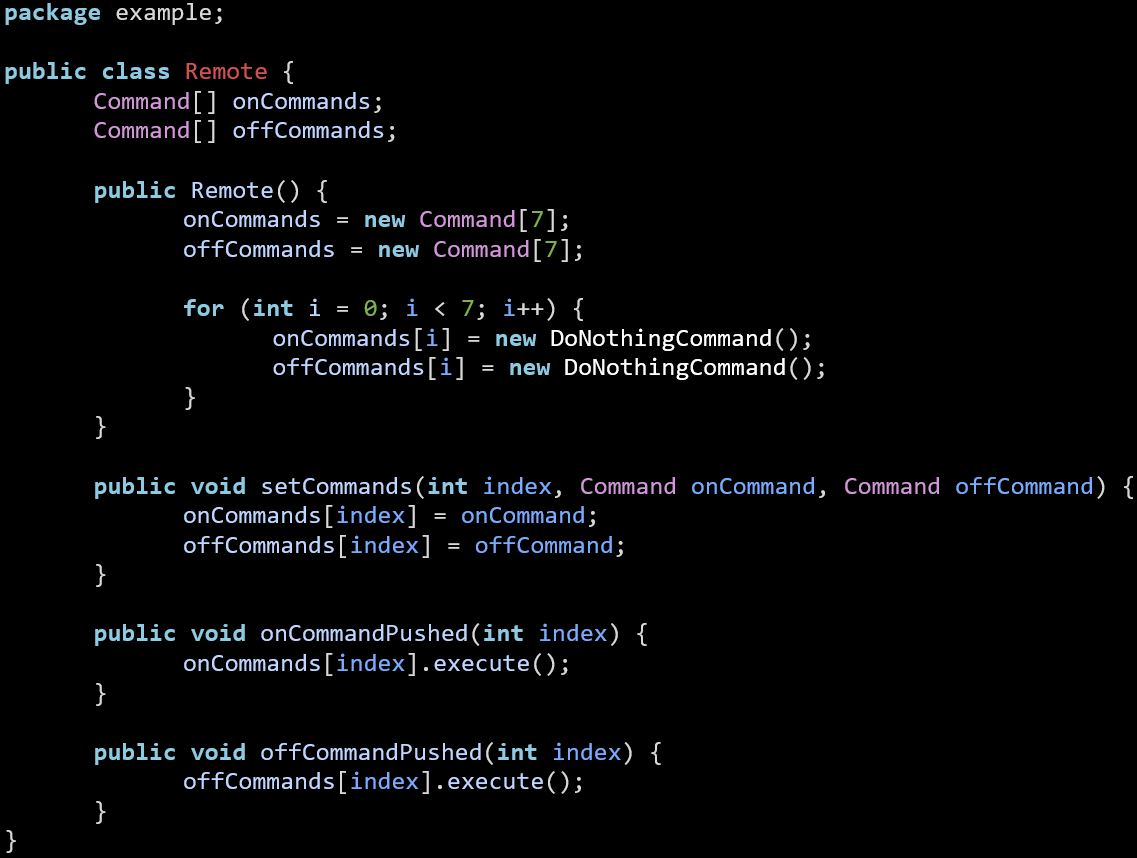 package example;
public class Remote {
Command[] onCommands;
Command[] offCommands;
public Remote() {
onCommands = new Command[7];
offCommands = new Command[7];
for (int i = 0; i < 7; i++) {
onCommands[i] = new DoNothingCommand();
offCommands[i] = new DoNothingCommand();
}
}
public void setCommands(int index, Command onCommand, Command offCommand) {
onCommands[index] = onCommand;
offCommands[index] = offCommand;
}
public void onCommandPushed(int index) {
onCommands[index].execute();
}
public void offCommandPushed(int index) {
offCommands[index].execute();
}
}